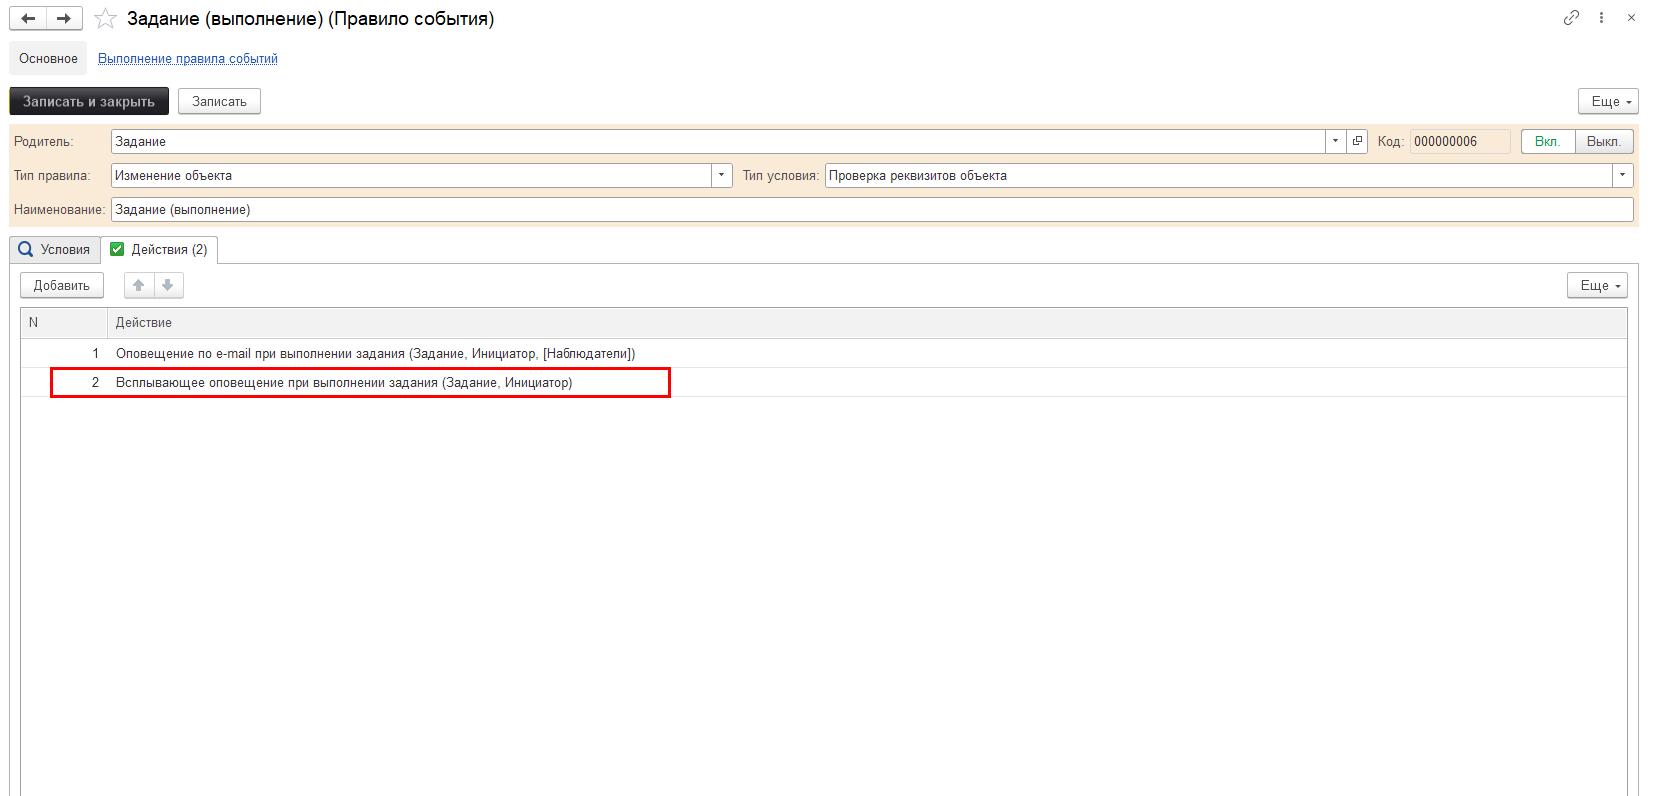 Задание (выполнение) (Правило события)
Основное Выполнение правила событий
Записать и закрыть Записать Еще
Родитель: Задание Код: 000000006 Вкл. Выкл.
Тип правила: Изменение объекта Тип условия: Проверка реквизитов объекта
Наименование: Задание (выполнение)
Условия Действия (2)
Добавить Еще
N Действие
1 Оповещение по e-mail при выполнении задания (Задание, Инициатор, [Наблюдатели])
2 Всплывающее оповещение при выполнении задания (Задание, Инициатор)